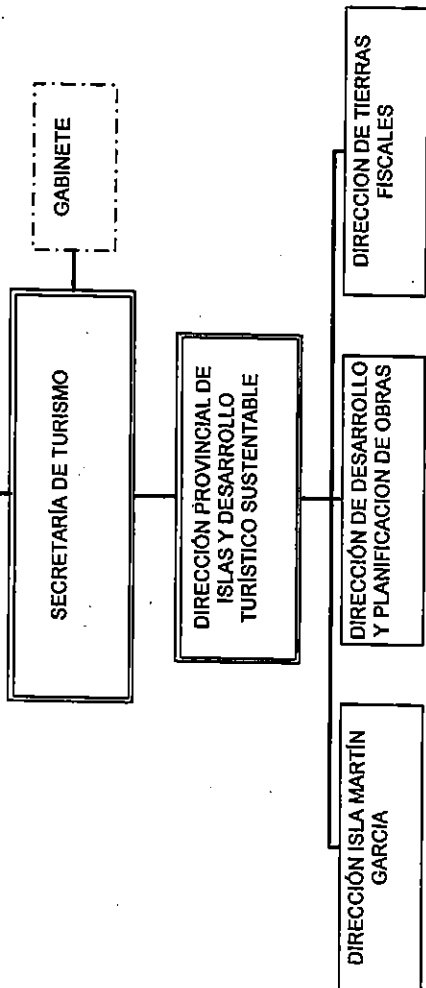 SECRETARÍA DE TURISMO
GABINETE
DIRECCIÓN PROVINCIAL DE
ISLAS Y DESARROLLO
TURÍSTICO SUSTENTABLE
DIRECCIÓN ISLA MARTÍN
GARCIA
DIRECCIÓN DE DESARROLLO
Y PLANIFICACION DE OBRAS
DIRECCION DE TIERRAS
FISCALES